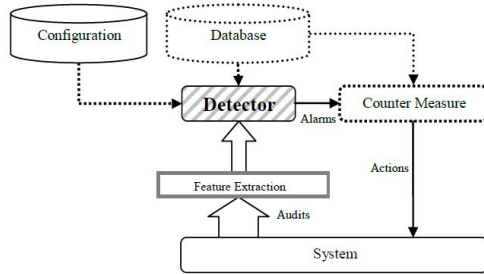 Configuration
Database
Detector
Alarms
Counter Measure
Feature Extraction
Actions
Audits
System